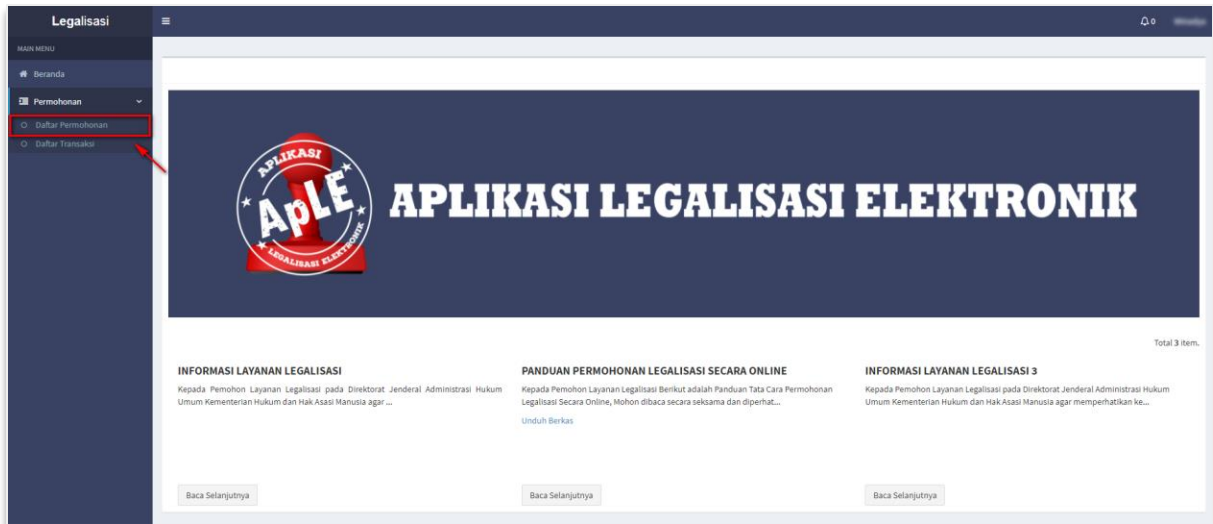 Legalisasi
0
MAIN MENU
Beranda
Permohonan
Daftar Permohonan
Daftar Transaksi
APLIKASI
ApLE
LEGALISASI ELEKTRONIK
APLIKASI LEGALISASI ELEKTRONIK
Total 3 item.
INFORMASI LAYANAN LEGALISASI
Kepada Pemohon Layanan Legalisasi pada Direktorat Jenderal Administrasi Hukum
Umum Kementerian Hukum dan Hak Asasi Manusia agar ...
Baca Selanjutnya
PANDUAN PERMOHONAN LEGALISASI SECARA ONLINE
Kepada Pemohon Layanan Legalisasi Berikut adalah Panduan Tata Cara Permohonan
Legalisasi Secara Online, Mohon dibaca secara seksama dan diperhat...
Unduh Berkas
Baca Selanjutnya
INFORMASI LAYANAN LEGALISASI 3
Kepada Pemohon Layanan Legalisasi pada Direktorat Jenderal Administrasi Hukum
Umum Kementerian Hukum dan Hak Asasi Manusia agar memperhatikan ke...
Baca Selanjutnya